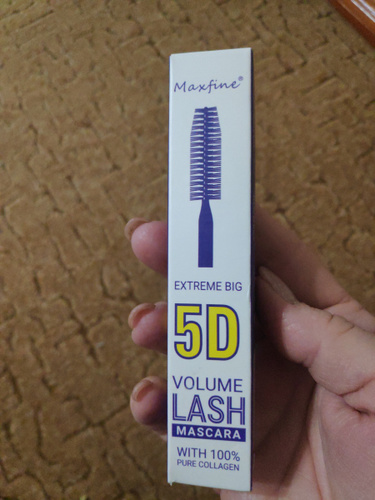 Maxfine®
EXTREME BIG
5D
VOLUME
LASH
MASCARA
WITH 100%
PURE COLLAGEN